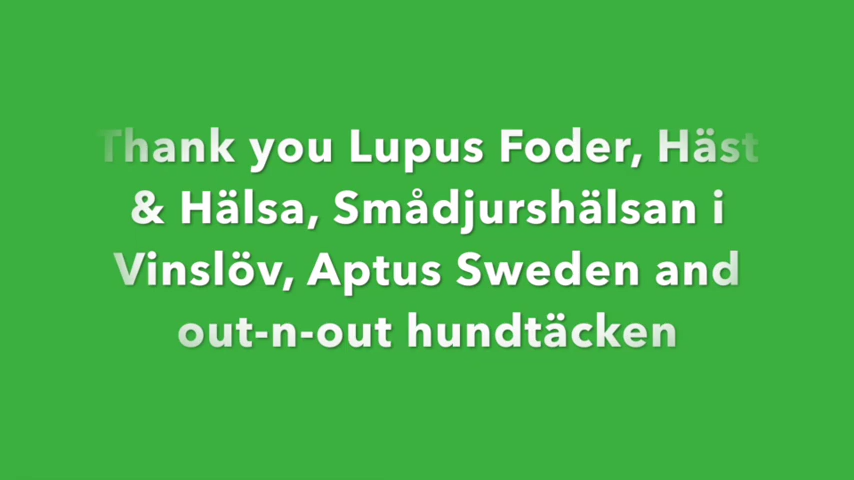 Thank you Lupus Foder, Häst
& Hälsa, Smådjurshälsan i
Vinslöv, Aptus Sweden and
out-n-out hundtäcken